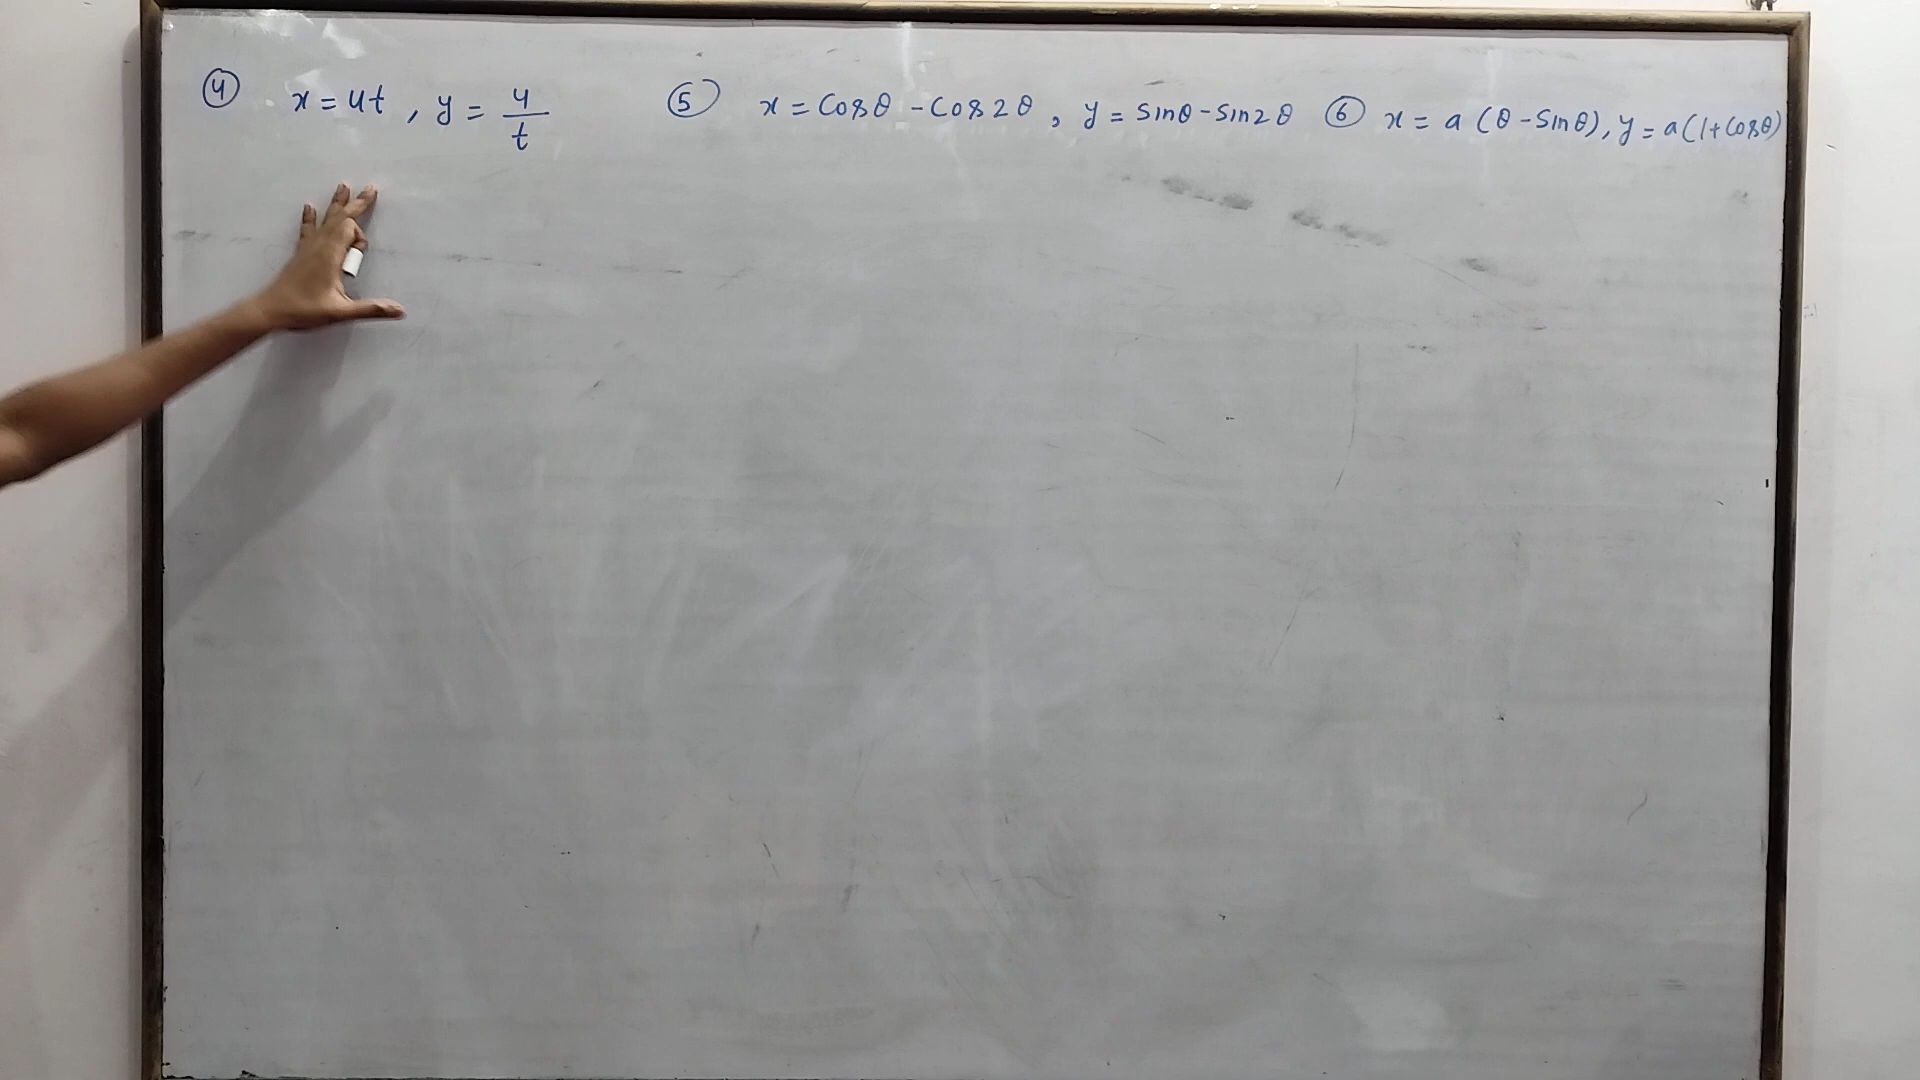 ④ x = 4t , y = 4/t ⑤ x = Cosθ - Cos2θ , y = Sinθ - Sin2θ ⑥ x = a (θ - Sinθ), y = a(1+Cosθ)